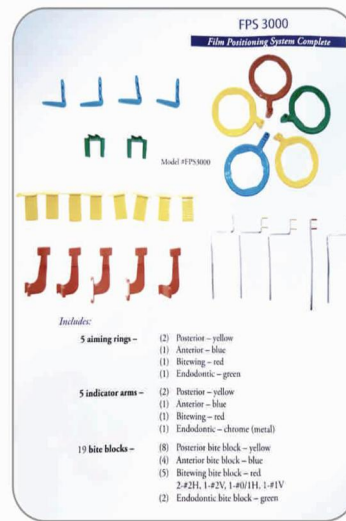 FPS 3000
Film Positioning System Complete
Model #FPS3000
Includes:
5 aiming rings – (2) Posterior – yellow
(1) Anterior – blue
(1) Bitewing – red
(1) Endodontic – green
5 indicator arms – (2) Posterior – yellow
(1) Anterior – blue
(1) Bitewing – red
(1) Endodontic – chrome (metal)
19 bite blocks – (8) Posterior bite block – yellow
(4) Anterior bite block – blue
(5) Bitewing bite block – red
2-#2H, 1-#2V, 1-#0/1H, 1-#1V
(2) Endodontic bite block – green